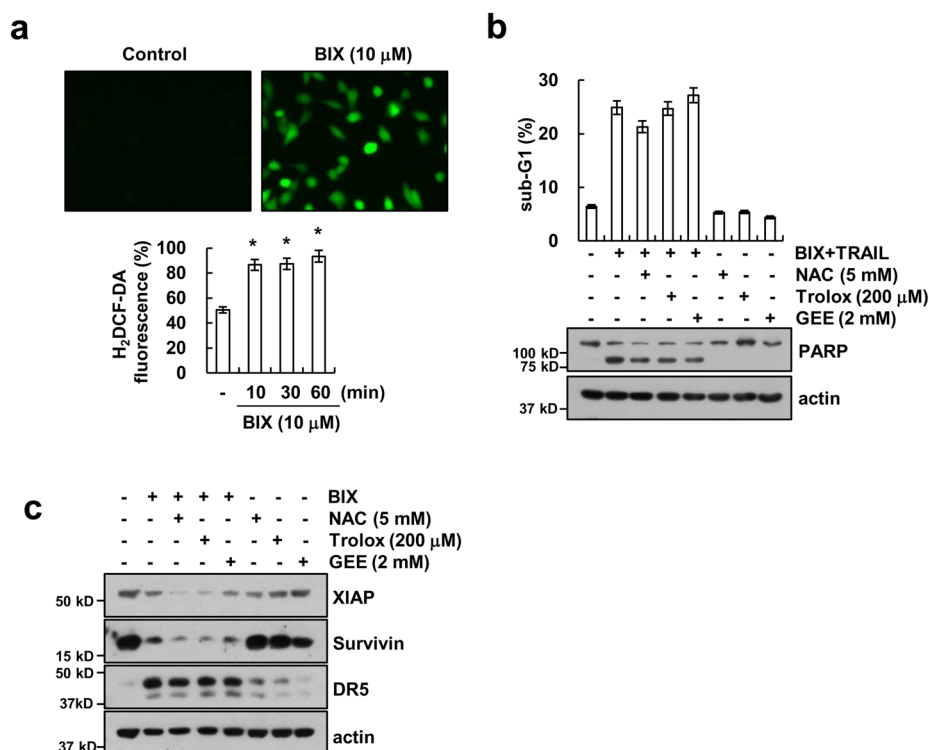 a
Control
BIX (10 μM)
H2DCF-DA
fluorescence (%)
100
80
60
40
20
0
- 10 30 60 (min)
BIX (10 μM)
b
sub-G1 (%)
30
20
10
0
- + + + + - - - BIX+TRAIL
- - + - - + - - NAC (5 mM)
- - - + - - + - Trolox (200 μM)
- - - - + - - + GEE (2 mM)
100 kD
75 kD
PARP
37 kD
actin
c
- + + + + - - - BIX
- - + - - + - - NAC (5 mM)
- - - + - - + - Trolox (200 μM)
- - - - + - - + GEE (2 mM)
50 kD
XIAP
15 kD
Survivin
50 kD
37kD
DR5
37 kD
actin
* * *